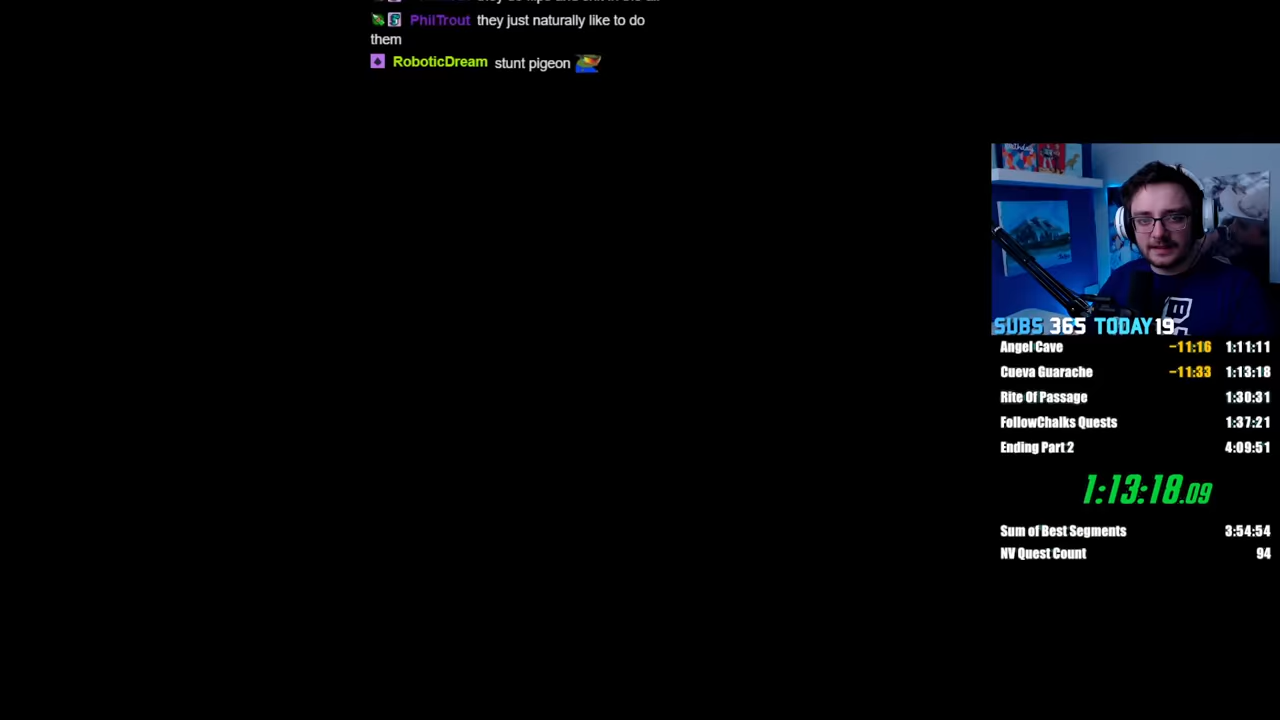 PhilTrout they just naturally like to do
them
RoboticDream stunt pigeon
Birthday
SUBS 365 TODAY 19
Angel Cave -11:16 1:11:11
Cueva Guarache -11:33 1:13:18
Rite Of Passage 1:30:31
FollowChalks Quests 1:37:21
Ending Part 2 4:09:51
1:13:18.09
Sum of Best Segments 3:54:54
NV Quest Count 94